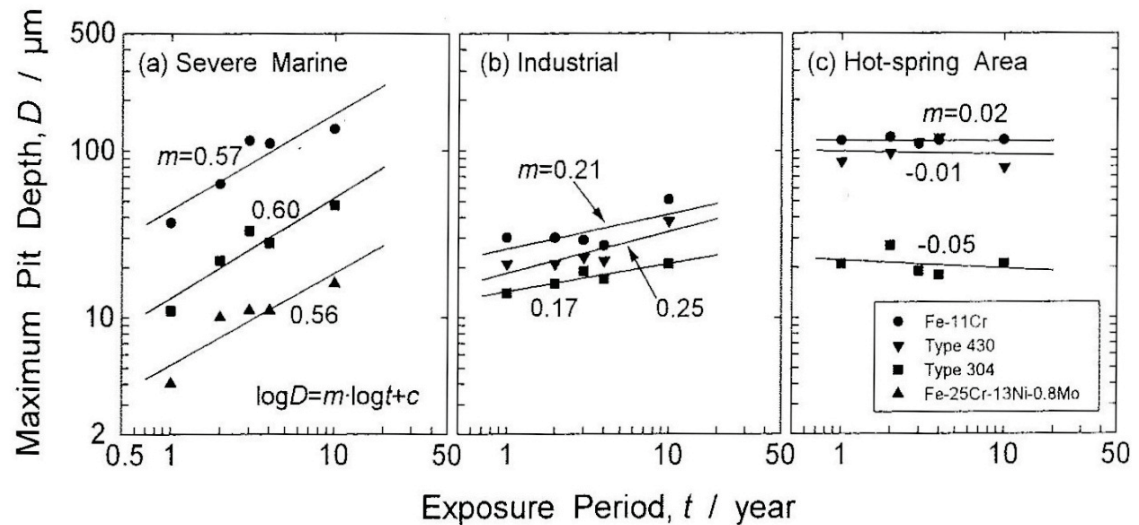 Maximum Pit Depth, D / μm
500
100
10
2
(a) Severe Marine
m=0.57
0.60
0.56
logD=m·logt+c
0.5 1 10 50
(b) Industrial
m=0.21
0.17
0.25
1 10 50
(c) Hot-spring Area
m=0.02
-0.01
-0.05
Fe-11Cr
Type 430
Type 304
Fe-25Cr-13Ni-0.8Mo
1 10 50
Exposure Period, t / year